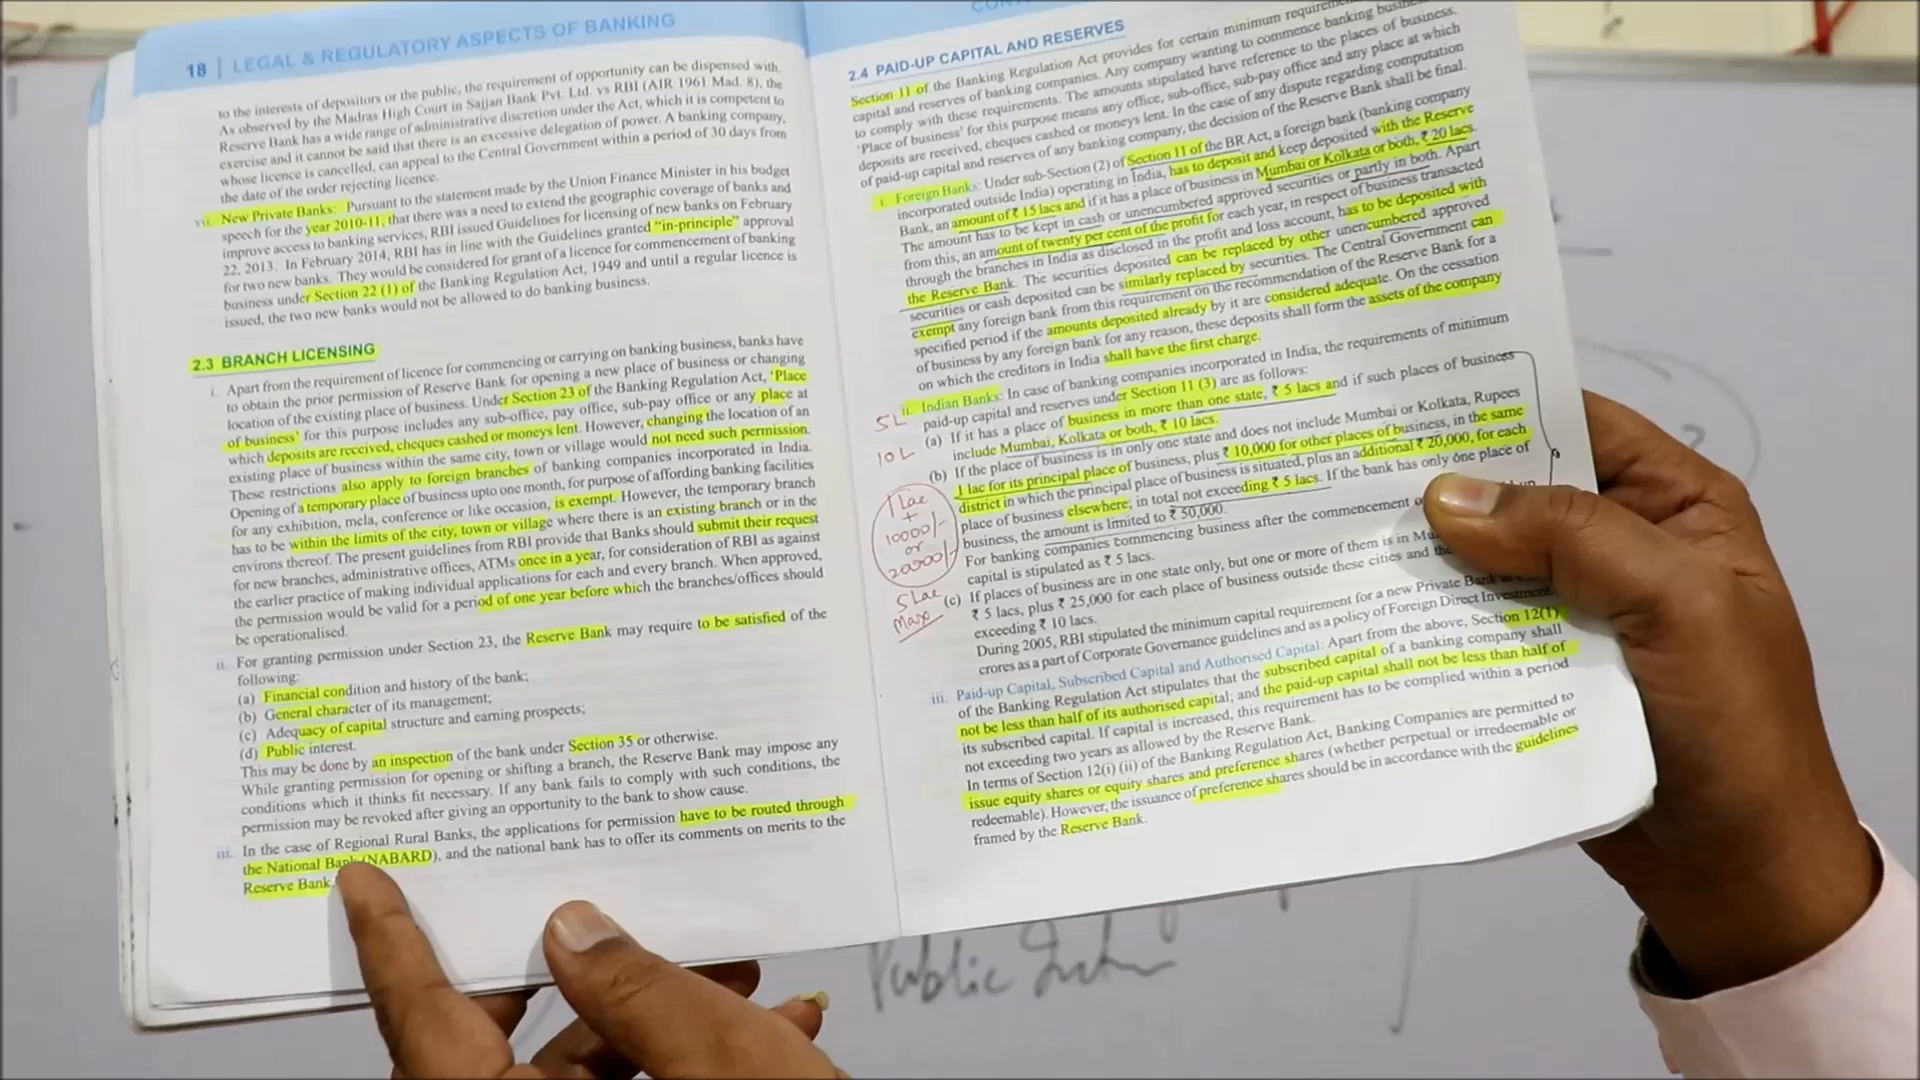 18 | LEGAL & REGULATORY ASPECTS OF BANKING
to the interests of depositors or the public, the requirement of opportunity can be dispensed with.
As observed by the Madras High Court in Sajjan Bank Pvt. Ltd. vs RBI (AIR 1961 Mad. 8), the
Reserve Bank has a wide range of administrative discretion under the Act, which it is competent to
exercise and it cannot be said that there is an excessive delegation of power. A banking company,
whose licence is cancelled, can appeal to the Central Government within a period of 30 days from
the date of the order rejecting licence.
vii. New Private Banks: Pursuant to the statement made by the Union Finance Minister in his budget
speech for the year 2010-11, that there was a need to extend the geographic coverage of banks and
improve access to banking services, RBI issued Guidelines for licensing of new banks on February
22, 2013. In February 2014, RBI has in line with the Guidelines granted "in-principle" approval
for two new banks. They would be considered for grant of a licence for commencement of banking
business under Section 22 (1) of the Banking Regulation Act, 1949 and until a regular licence is
issued, the two new banks would not be allowed to do banking business.
2.3 BRANCH LICENSING
i. Apart from the requirement of licence for commencing or carrying on banking business, banks have
to obtain the prior permission of Reserve Bank for opening a new place of business or changing
location of the existing place of business. Under Section 23 of the Banking Regulation Act, 'Place
of business' for this purpose includes any sub-office, pay office, sub-pay office or any place at
which deposits are received, cheques cashed or moneys lent. However, changing the location of an
existing place of business within the same city, town or village would not need such permission.
These restrictions also apply to foreign branches of banking companies incorporated in India.
Opening of a temporary place of business upto one month, for purpose of affording banking facilities
for any exhibition, mela, conference or like occasion, is exempt. However, the temporary branch
has to be within the limits of the city, town or village where there is an existing branch or in the
environs thereof. The present guidelines from RBI provide that Banks should submit their request
for new branches, administrative offices, ATMs once in a year, for consideration of RBI as against
the earlier practice of making individual applications for each and every branch. When approved,
the permission would be valid for a period of one year before which the branches/offices should
be operationalised.
ii. For granting permission under Section 23, the Reserve Bank may require to be satisfied of the
following:
(a) Financial condition and history of the bank;
(b) General character of its management;
(c) Adequacy of capital structure and earning prospects;
(d) Public interest.
This may be done by an inspection of the bank under Section 35 or otherwise.
While granting permission for opening or shifting a branch, the Reserve Bank may impose any
conditions which it thinks fit necessary. If any bank fails to comply with such conditions, the
permission may be revoked after giving an opportunity to the bank to show cause.
iii. In the case of Regional Rural Banks, the applications for permission have to be routed through
the National Bank (NABARD), and the national bank has to offer its comments on merits to the
Reserve Bank.
2.4 PAID-UP CAPITAL AND RESERVES
Section 11 of the Banking Regulation Act provides for certain minimum
capital and reserves of banking companies. Any company wanting to commence banking
to comply with these requirements. The amounts stipulated have reference to the places of business.
'Place of business' for this purpose means any office, sub-office, sub-pay office and any place at which
deposits are received, cheques cashed or moneys lent. In the case of any dispute regarding computation
of paid-up capital and reserves of any banking company, the decision of the Reserve Bank shall be final.
i. Foreign Banks: Under sub-Section (2) of Section 11 of the BR Act, a foreign bank (banking company
incorporated outside India) operating in India, has to deposit and keep deposited with the Reserve
Bank, an amount of ₹ 15 lacs and if it has a place of business in Mumbai or Kolkata or both, ₹ 20 lacs.
The amount has to be kept in cash or unencumbered approved securities or partly in both. Apart
from this, an amount of twenty per cent of the profit for each year, in respect of business transacted
through the branches in India as disclosed in the profit and loss account, has to be deposited with
the Reserve Bank. The securities deposited can be replaced by other unencumbered approved
securities or cash deposited can be similarly replaced by securities. The Central Government can
exempt any foreign bank from this requirement on the recommendation of the Reserve Bank for a
specified period if the amounts deposited already by it are considered adequate. On the cessation
of business by any foreign bank for any reason, these deposits shall form the assets of the company
on which the creditors in India shall have the first charge.
ii. Indian Banks: In case of banking companies incorporated in India, the requirements of minimum
paid-up capital and reserves under Section 11 (3) are as follows:
5L
(a) If it has a place of business in more than one state, ₹ 5 lacs and if such places of business
include Mumbai, Kolkata or both, ₹ 10 lacs.
10L
(b) If the place of business is in only one state and does not include Mumbai or Kolkata, Rupees
1 lac for its principal place of business, plus ₹ 10,000 for other places of business, in the same
district in which the principal place of business is situated, plus an additional ₹ 20,000, for each
place of business elsewhere; in total not exceeding ₹ 5 lacs. If the bank has only one place of
business, the amount is limited to ₹ 50,000.
1 lac
+
10000/-
or
20000/-
For banking companies commencing business after the commencement
capital is stipulated as ₹ 5 lacs.
5 Lac
Max
(c) If places of business are in one state only, but one or more of them is in
₹ 5 lacs, plus ₹ 25,000 for each place of business outside these cities and
exceeding ₹ 10 lacs.
During 2005, RBI stipulated the minimum capital requirement for a new Private Bank
crores as a part of Corporate Governance guidelines and as a policy of Foreign Direct Investment.
iii. Paid-up Capital, Subscribed Capital and Authorised Capital: Apart from the above, Section 12(1)
of the Banking Regulation Act stipulates that the subscribed capital of a banking company shall
not be less than half of its authorised capital; and the paid-up capital shall not be less than half of
its subscribed capital. If capital is increased, this requirement has to be complied within a period
not exceeding two years as allowed by the Reserve Bank.
In terms of Section 12(i) (ii) of the Banking Regulation Act, Banking Companies are permitted to
issue equity shares or equity shares and preference shares (whether perpetual or irredeemable or
redeemable). However, the issuance of preference shares should be in accordance with the guidelines
framed by the Reserve Bank.
Public